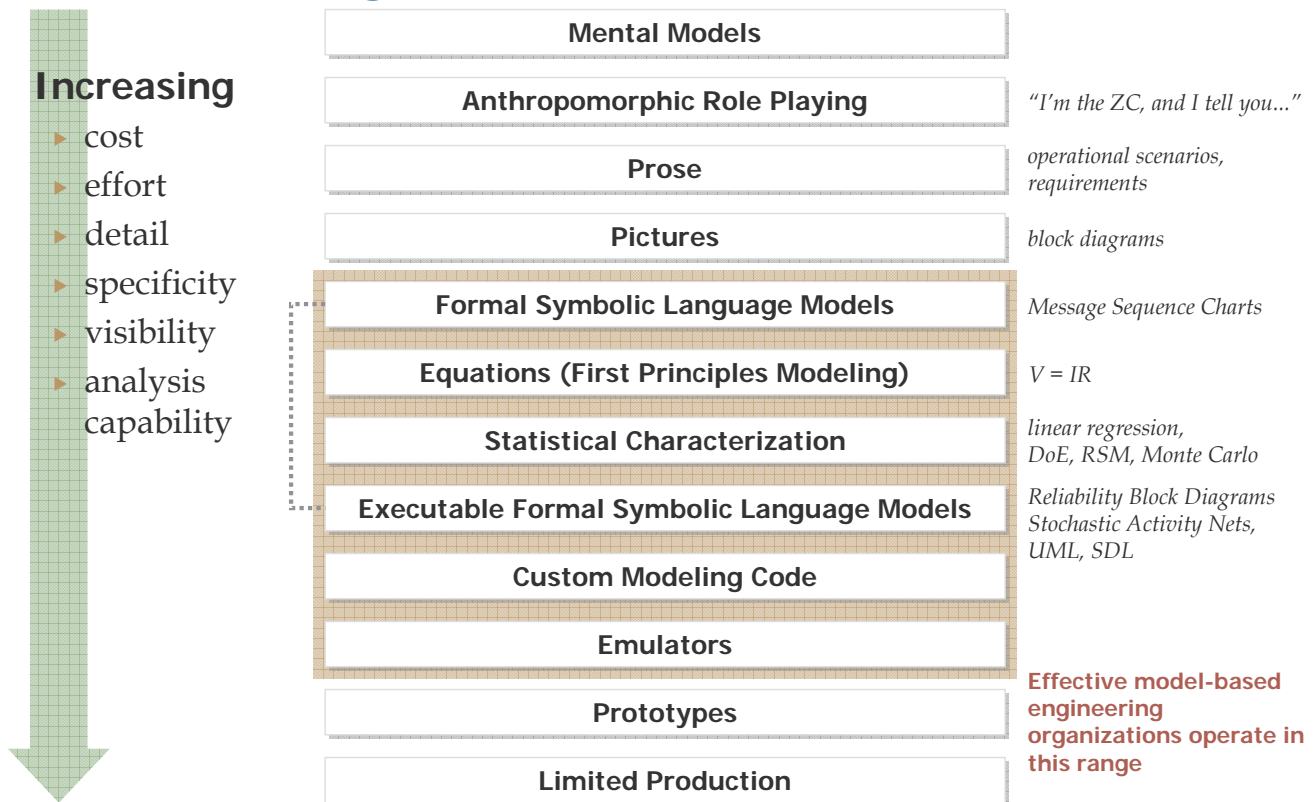 Mental Models
Increasing
▸ cost
▸ effort
▸ detail
▸ specificity
▸ visibility
▸ analysis
capability
Anthropomorphic Role Playing
“I’m the ZC, and I tell you...”
Prose
operational scenarios,
requirements
Pictures
block diagrams
Formal Symbolic Language Models
Message Sequence Charts
Equations (First Principles Modeling)
V = IR
Statistical Characterization
linear regression,
DoE, RSM, Monte Carlo
Executable Formal Symbolic Language Models
Reliability Block Diagrams
Stochastic Activity Nets,
UML, SDL
Custom Modeling Code
Emulators
Effective model-based
engineering
organizations operate in
this range
Prototypes
Limited Production